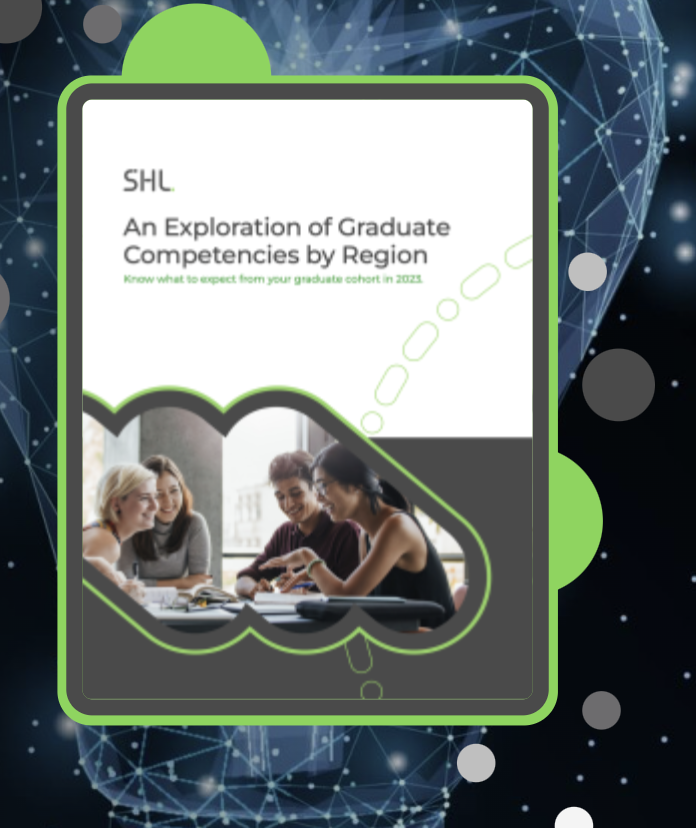 SHL.
An Exploration of Graduate
Competencies by Region
Know what to expect from your graduate cohort in 2023.